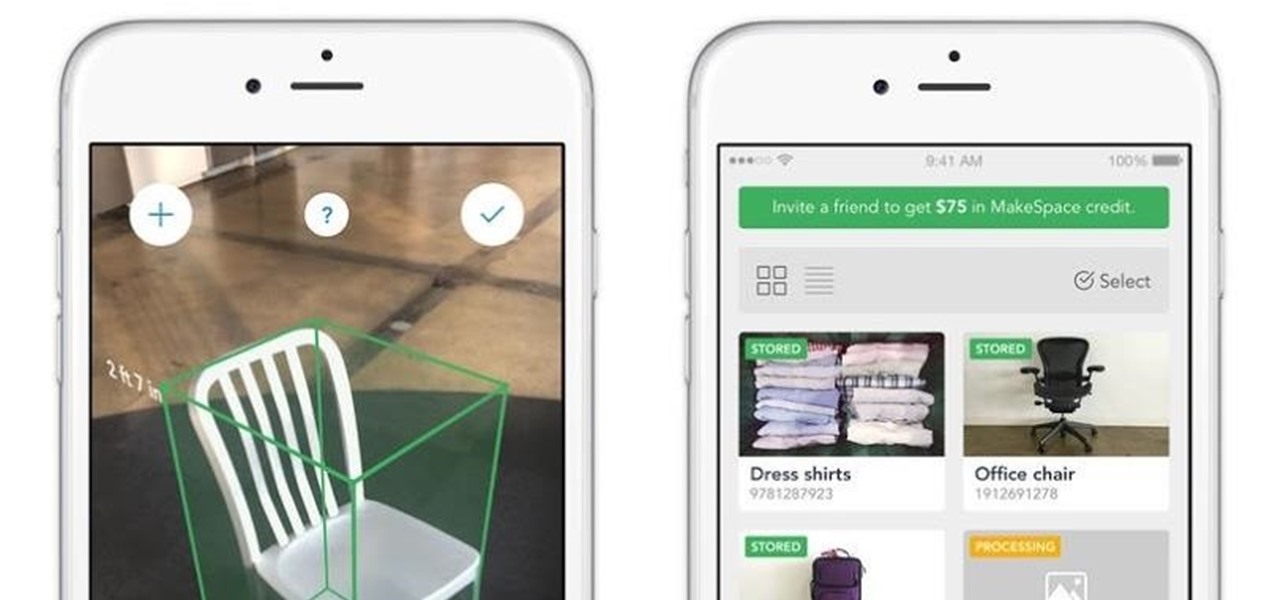 ?
2 ft 7 in
9:41 AM
100%
Invite a friend to get $75 in MakeSpace credit.
Select
STORED
STORED
Dress shirts
9781287923
Office chair
1912691278
STORED
PROCESSING